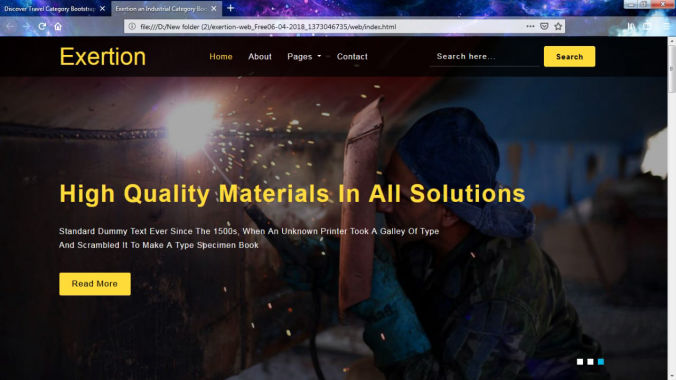 Discover Travel Category Bootstrap
Exertion an Industrial Category Boo
file:///D:/New folder (2)/exertion-web_Free06-04-2018_1373046735/web/index.html
Exertion
Home
About
Pages
Contact
Search here...
Search
High Quality Materials In All Solutions
Standard Dummy Text Ever Since The 1500s, When An Unknown Printer Took A Galley Of Type
And Scrambled It To Make A Type Specimen Book
Read More